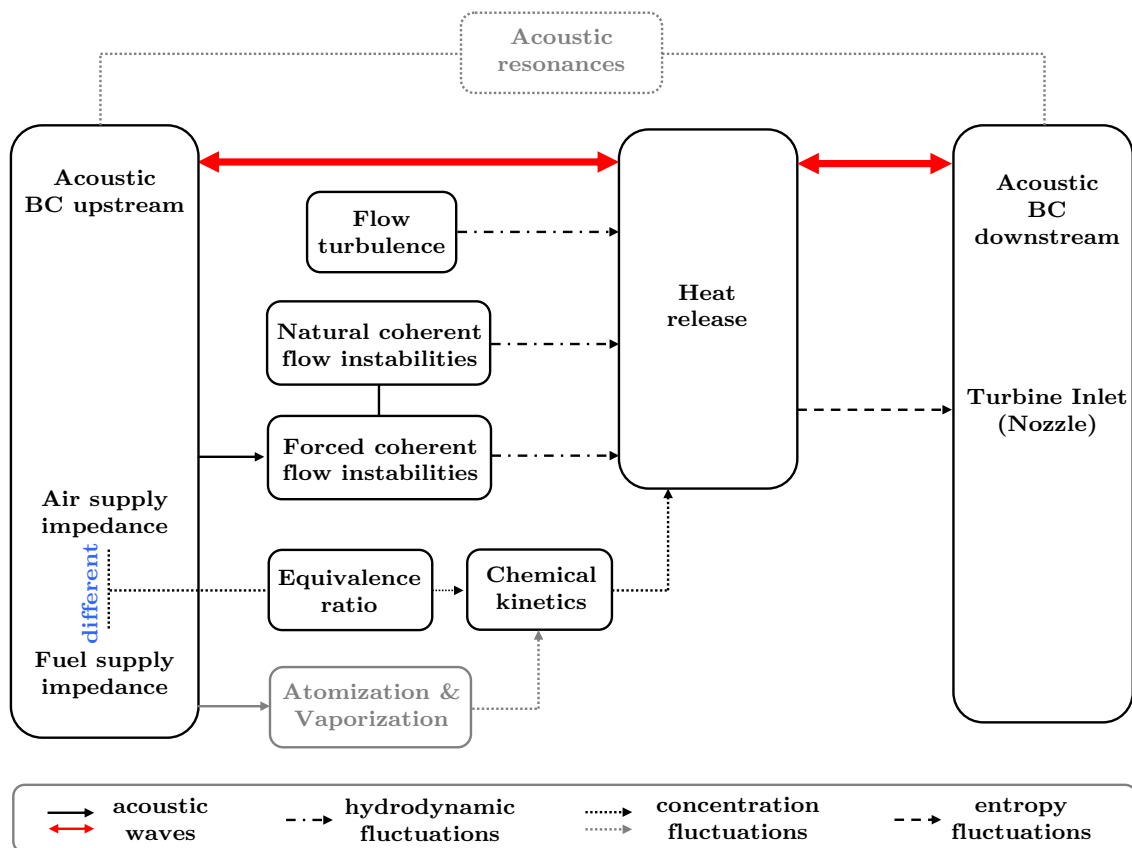 Acoustic
resonances
Acoustic
BC upstream
Flow
turbulence
Natural coherent
flow instabilities
Forced coherent
flow instabilities
Heat
release
Acoustic
BC
downstream
Turbine Inlet
(Nozzle)
Air supply
impedance
different
Fuel supply
impedance
Equivalence
ratio
Chemical
kinetics
Atomization &
Vaporization
acoustic
waves
hydrodynamic
fluctuations
concentration
fluctuations
entropy
fluctuations